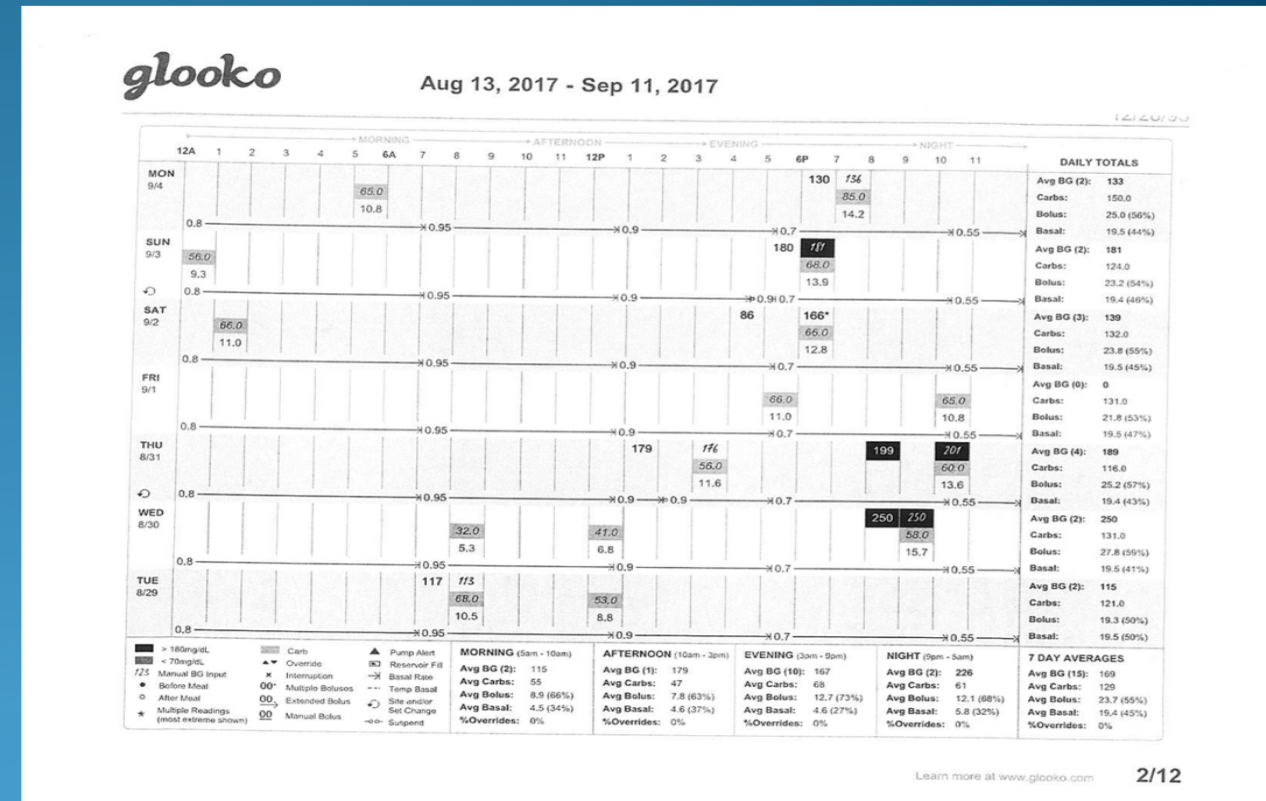 glooko
Aug 13, 2017 - Sep 11, 2017
MORNING AFTERNOON EVENING NIGHT
12A 1 2 3 4 5 6A 7 8 9 10 11 12P 1 2 3 4 5 6P 7 8 9 10 11 DAILY TOTALS
MON 130 136 Avg BG (2): 133
9/4 65.0 85.0 Carbs: 150.0
10.8 14.2 Bolus: 25.0 (56%)
0.8 0.95 0.9 0.7 0.55 Basal: 19.5 (44%)
SUN 180 181 Avg BG (2): 181
9/3 56.0 68.0 Carbs: 124.0
9.3 13.9 Bolus: 23.2 (54%)
0.8 0.95 0.9 0.9 0.7 0.55 Basal: 19.4 (46%)
SAT 86 166* Avg BG (3): 139
9/2 66.0 66.0 Carbs: 132.0
11.0 12.8 Bolus: 23.8 (55%)
0.8 0.95 0.9 0.7 0.55 Basal: 19.5 (45%)
FRI Avg BG (0): 0
9/1 66.0 65.0 Carbs: 131.0
11.0 10.8 Bolus: 21.8 (53%)
0.8 0.95 0.9 0.7 0.55 Basal: 19.5 (47%)
THU 179 176 199 201 Avg BG (4): 189
8/31 56.0 60.0 Carbs: 116.0
11.6 13.6 Bolus: 25.2 (57%)
0.8 0.95 0.9 0.9 0.7 0.55 Basal: 19.4 (43%)
WED 250 250 Avg BG (2): 250
8/30 32.0 41.0 58.0 Carbs: 131.0
5.3 6.8 15.7 Bolus: 27.8 (59%)
0.8 0.95 0.9 0.7 0.55 Basal: 19.5 (41%)
TUE 117 113 Avg BG (2): 115
8/29 68.0 53.0 Carbs: 121.0
10.5 8.8 Bolus: 19.3 (50%)
0.8 0.95 0.9 0.7 0.55 Basal: 19.5 (50%)
> 180mg/dL Carb Pump Alert
< 70mg/dL Override Reservoir Fill
123 Manual BG Input Interruption Basal Rate
Before Meal 00* Multiple Boluses Temp Basal
After Meal 00 Extended Bolus Site and/or Set Change
* Multiple Readings (most extreme shown) 00 Manual Bolus Suspend
MORNING (5am - 10am)
Avg BG (2): 115
Avg Carbs: 55
Avg Bolus: 8.9 (66%)
Avg Basal: 4.5 (34%)
%Overrides: 0%
AFTERNOON (10am - 3pm)
Avg BG (1): 179
Avg Carbs: 47
Avg Bolus: 7.8 (63%)
Avg Basal: 4.6 (37%)
%Overrides: 0%
EVENING (3pm - 9pm)
Avg BG (10): 167
Avg Carbs: 68
Avg Bolus: 12.7 (73%)
Avg Basal: 4.6 (27%)
%Overrides: 0%
NIGHT (9pm - 5am)
Avg BG (2): 226
Avg Carbs: 61
Avg Bolus: 12.1 (68%)
Avg Basal: 5.8 (32%)
%Overrides: 0%
7 DAY AVERAGES
Avg BG (15): 169
Avg Carbs: 129
Avg Bolus: 23.7 (55%)
Avg Basal: 19.4 (45%)
%Overrides: 0%
Learn more at www.glooko.com 2/12